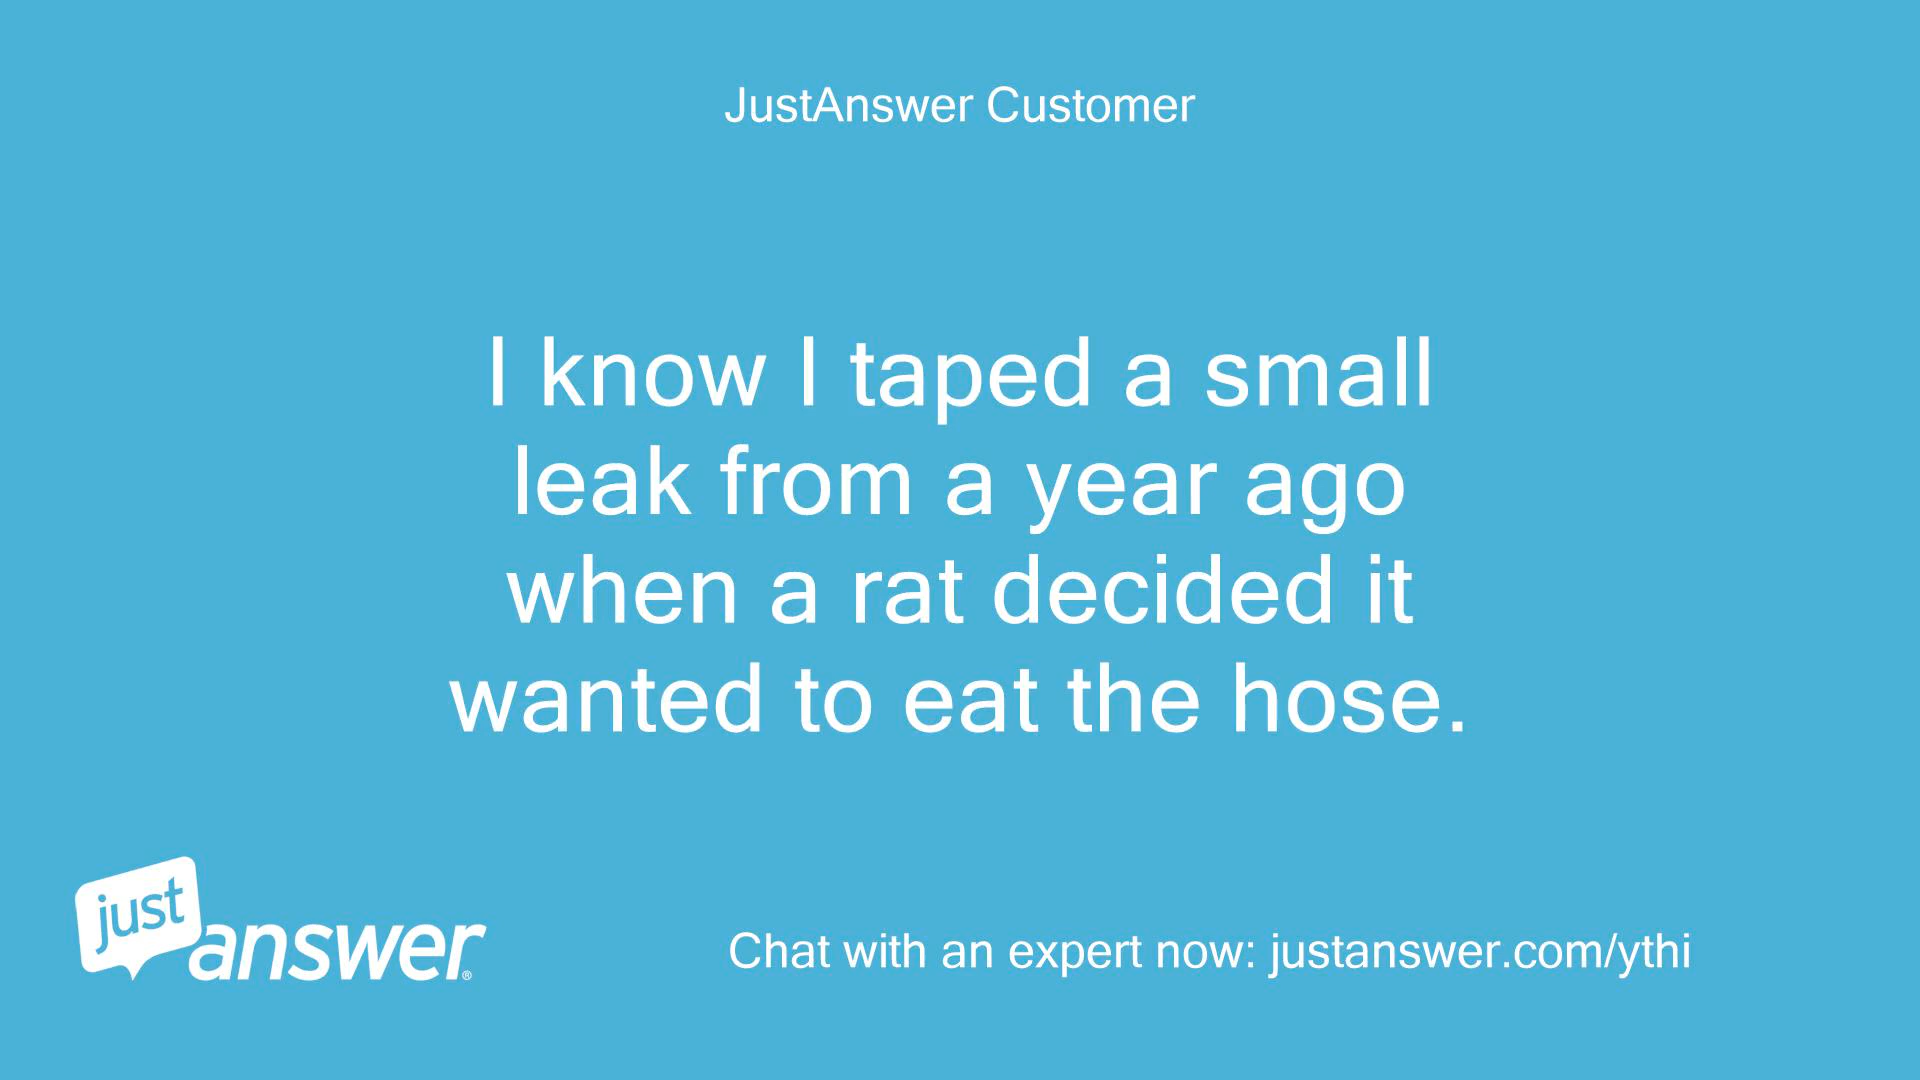 JustAnswer Customer
I know I taped a small
leak from a year ago
when a rat decided it
wanted to eat the hose.
just
answer®
Chat with an expert now: justanswer.com/ythi